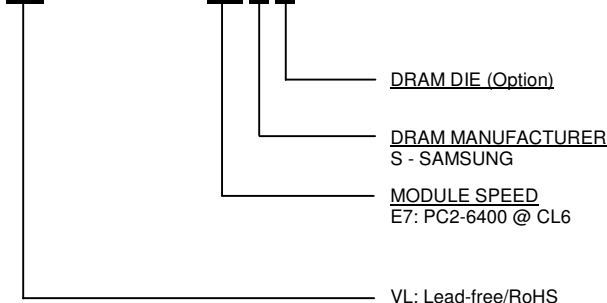 DRAM DIE (Option)
DRAM MANUFACTURER
S - SAMSUNG
MODULE SPEED
E7: PC2-6400 @ CL6
VL: Lead-free/RoHS